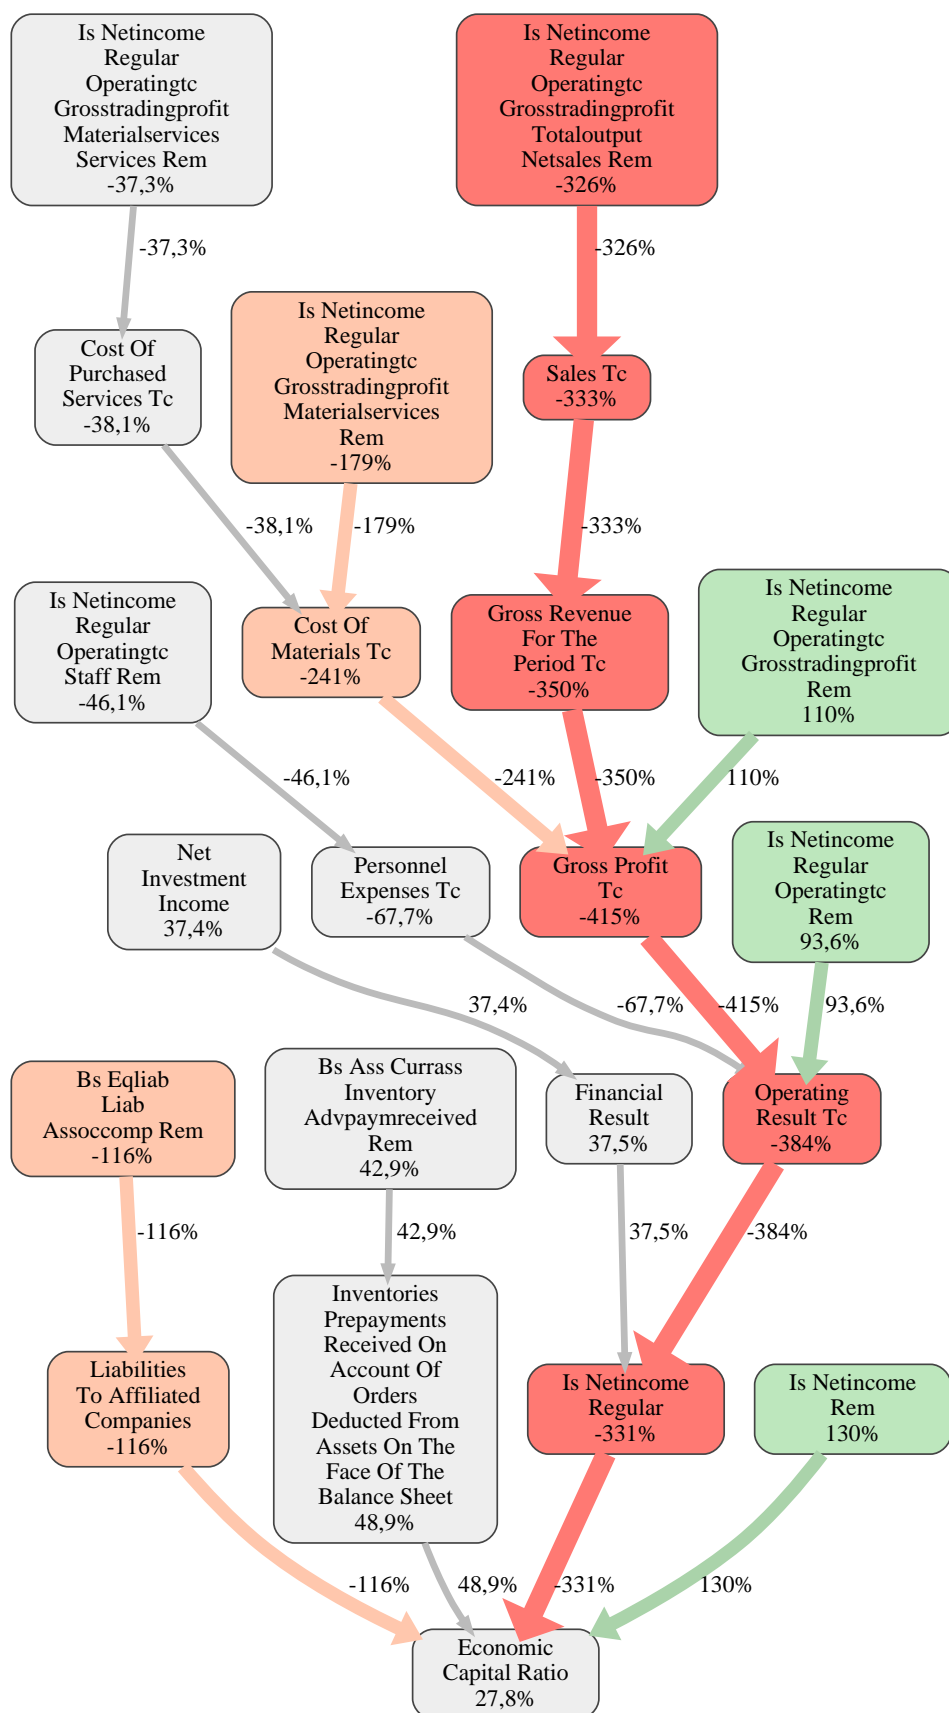 Is Netincome
Regular
Operatingtc
Grosstradingprofit
Materialservices
Services Rem
-37,3%
Is Netincome
Regular
Operatingtc
Grosstradingprofit
Totaloutput
Netsales Rem
-326%
-37,3%
-326%
Cost Of
Purchased
Services Tc
-38,1%
Is Netincome
Regular
Operatingtc
Grosstradingprofit
Materialservices
Rem
-179%
Sales Tc
-333%
-38,1%
-179%
-333%
Is Netincome
Regular
Operatingtc
Staff Rem
-46,1%
Cost Of
Materials Tc
-241%
Gross Revenue
For The
Period Tc
-350%
Is Netincome
Regular
Operatingtc
Grosstradingprofit
Rem
110%
-46,1%
-241%
-350%
110%
Net
Investment
Income
37,4%
Personnel
Expenses Tc
-67,7%
Gross Profit
Tc
-415%
Is Netincome
Regular
Operatingtc
Rem
93,6%
37,4%
-67,7%
-415%
93,6%
Bs Eqliab
Liab
Assoccomp Rem
-116%
Bs Ass Currass
Inventory
Advpaymreceived
Rem
42,9%
Financial
Result
37,5%
Operating
Result Tc
-384%
-116%
42,9%
37,5%
-384%
Liabilities
To Affiliated
Companies
-116%
Inventories
Prepayments
Received On
Account Of
Orders
Deducted From
Assets On The
Face Of The
Balance Sheet
48,9%
Is Netincome
Regular
-331%
Is Netincome
Rem
130%
-116%
48,9%
-331%
130%
Economic
Capital Ratio
27,8%